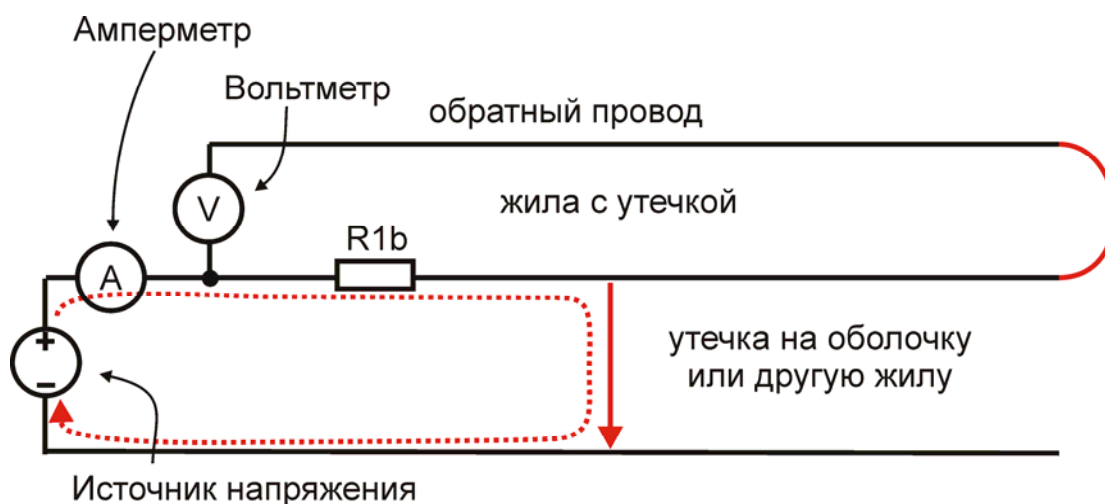 Амперметр
Вольтметр
обратный провод
V
жила с утечкой
R1b
A
+
−
утечка на оболочку
или другую жилу
Источник напряжения